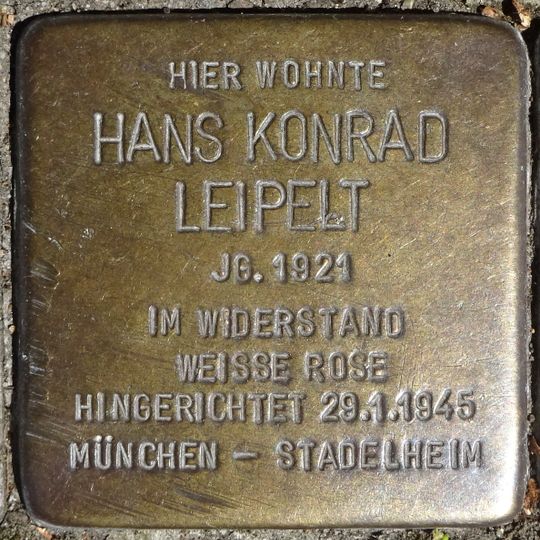 HIER WOHNTE
HANS KONRAD
LEIPELT
JG. 1921
IM WIDERSTAND
WEISSE ROSE
HINGERICHTET 29.1.1945
MÜNCHEN – STADELHEIM